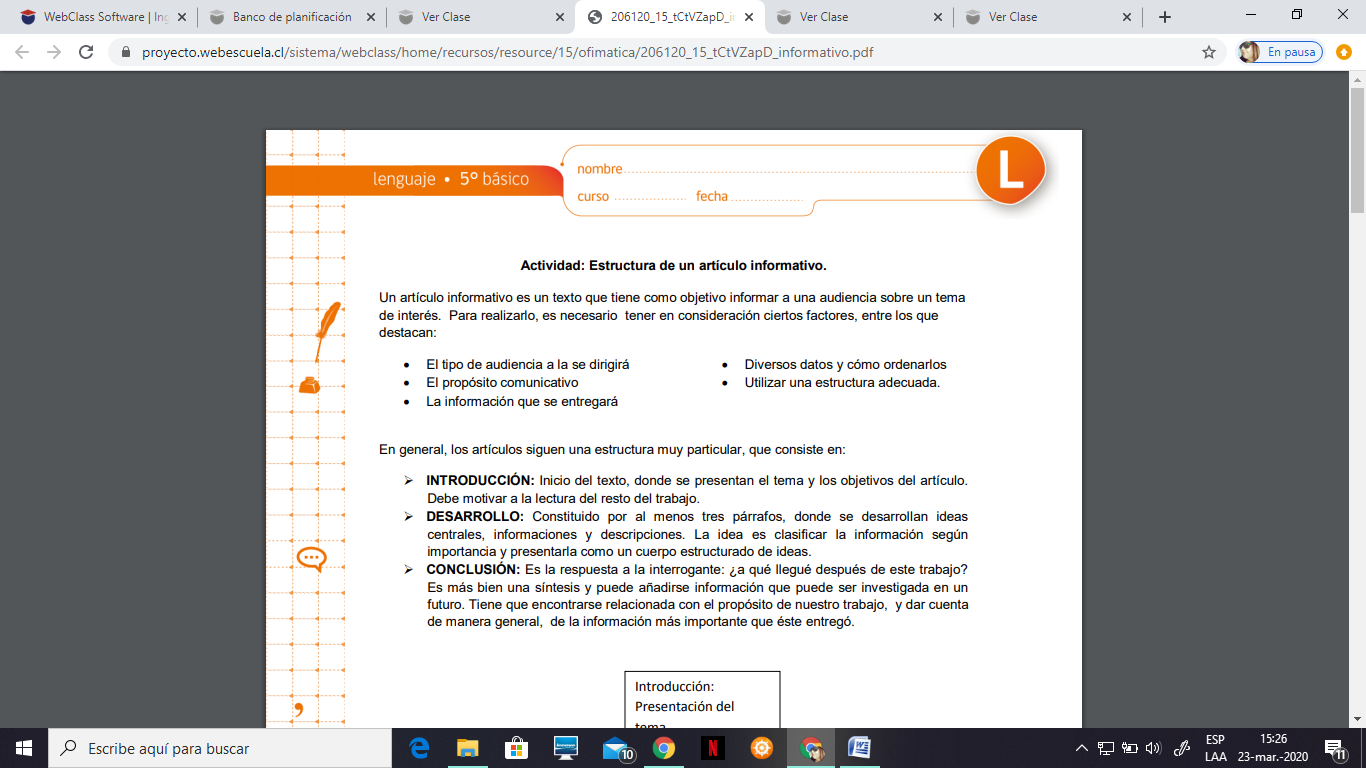 WebClass Software | Ing
Banco de planificación
Ver Clase
206120_15_tCtVZapD_in
Ver Clase
Ver Clase
proyecto.webescuela.cl/sistema/webclass/home/recursos/resource/15/ofimatica/206120_15_tCtVZapD_informativo.pdf
En pausa
lenguaje • 5° básico
nombre
curso fecha
L
Actividad: Estructura de un artículo informativo.
Un artículo informativo es un texto que tiene como objetivo informar a una audiencia sobre un tema
de interés. Para realizarlo, es necesario tener en consideración ciertos factores, entre los que
destacan:
• El tipo de audiencia a la se dirigirá
• El propósito comunicativo
• La información que se entregará
• Diversos datos y cómo ordenarlos
• Utilizar una estructura adecuada.
En general, los artículos siguen una estructura muy particular, que consiste en:
➢ INTRODUCCIÓN: Inicio del texto, donde se presentan el tema y los objetivos del artículo.
Debe motivar a la lectura del resto del trabajo.
➢ DESARROLLO: Constituido por al menos tres párrafos, donde se desarrollan ideas
centrales, informaciones y descripciones. La idea es clasificar la información según
importancia y presentarla como un cuerpo estructurado de ideas.
➢ CONCLUSIÓN: Es la respuesta a la interrogante: ¿a qué llegué después de este trabajo?
Es más bien una síntesis y puede añadirse información que puede ser investigada en un
futuro. Tiene que encontrarse relacionada con el propósito de nuestro trabajo, y dar cuenta
de manera general, de la información más importante que éste entregó.
Introducción:
Presentación del
tema
Escribe aquí para buscar
10
N
ESP
LAA
15:26
23-mar.-2020
11